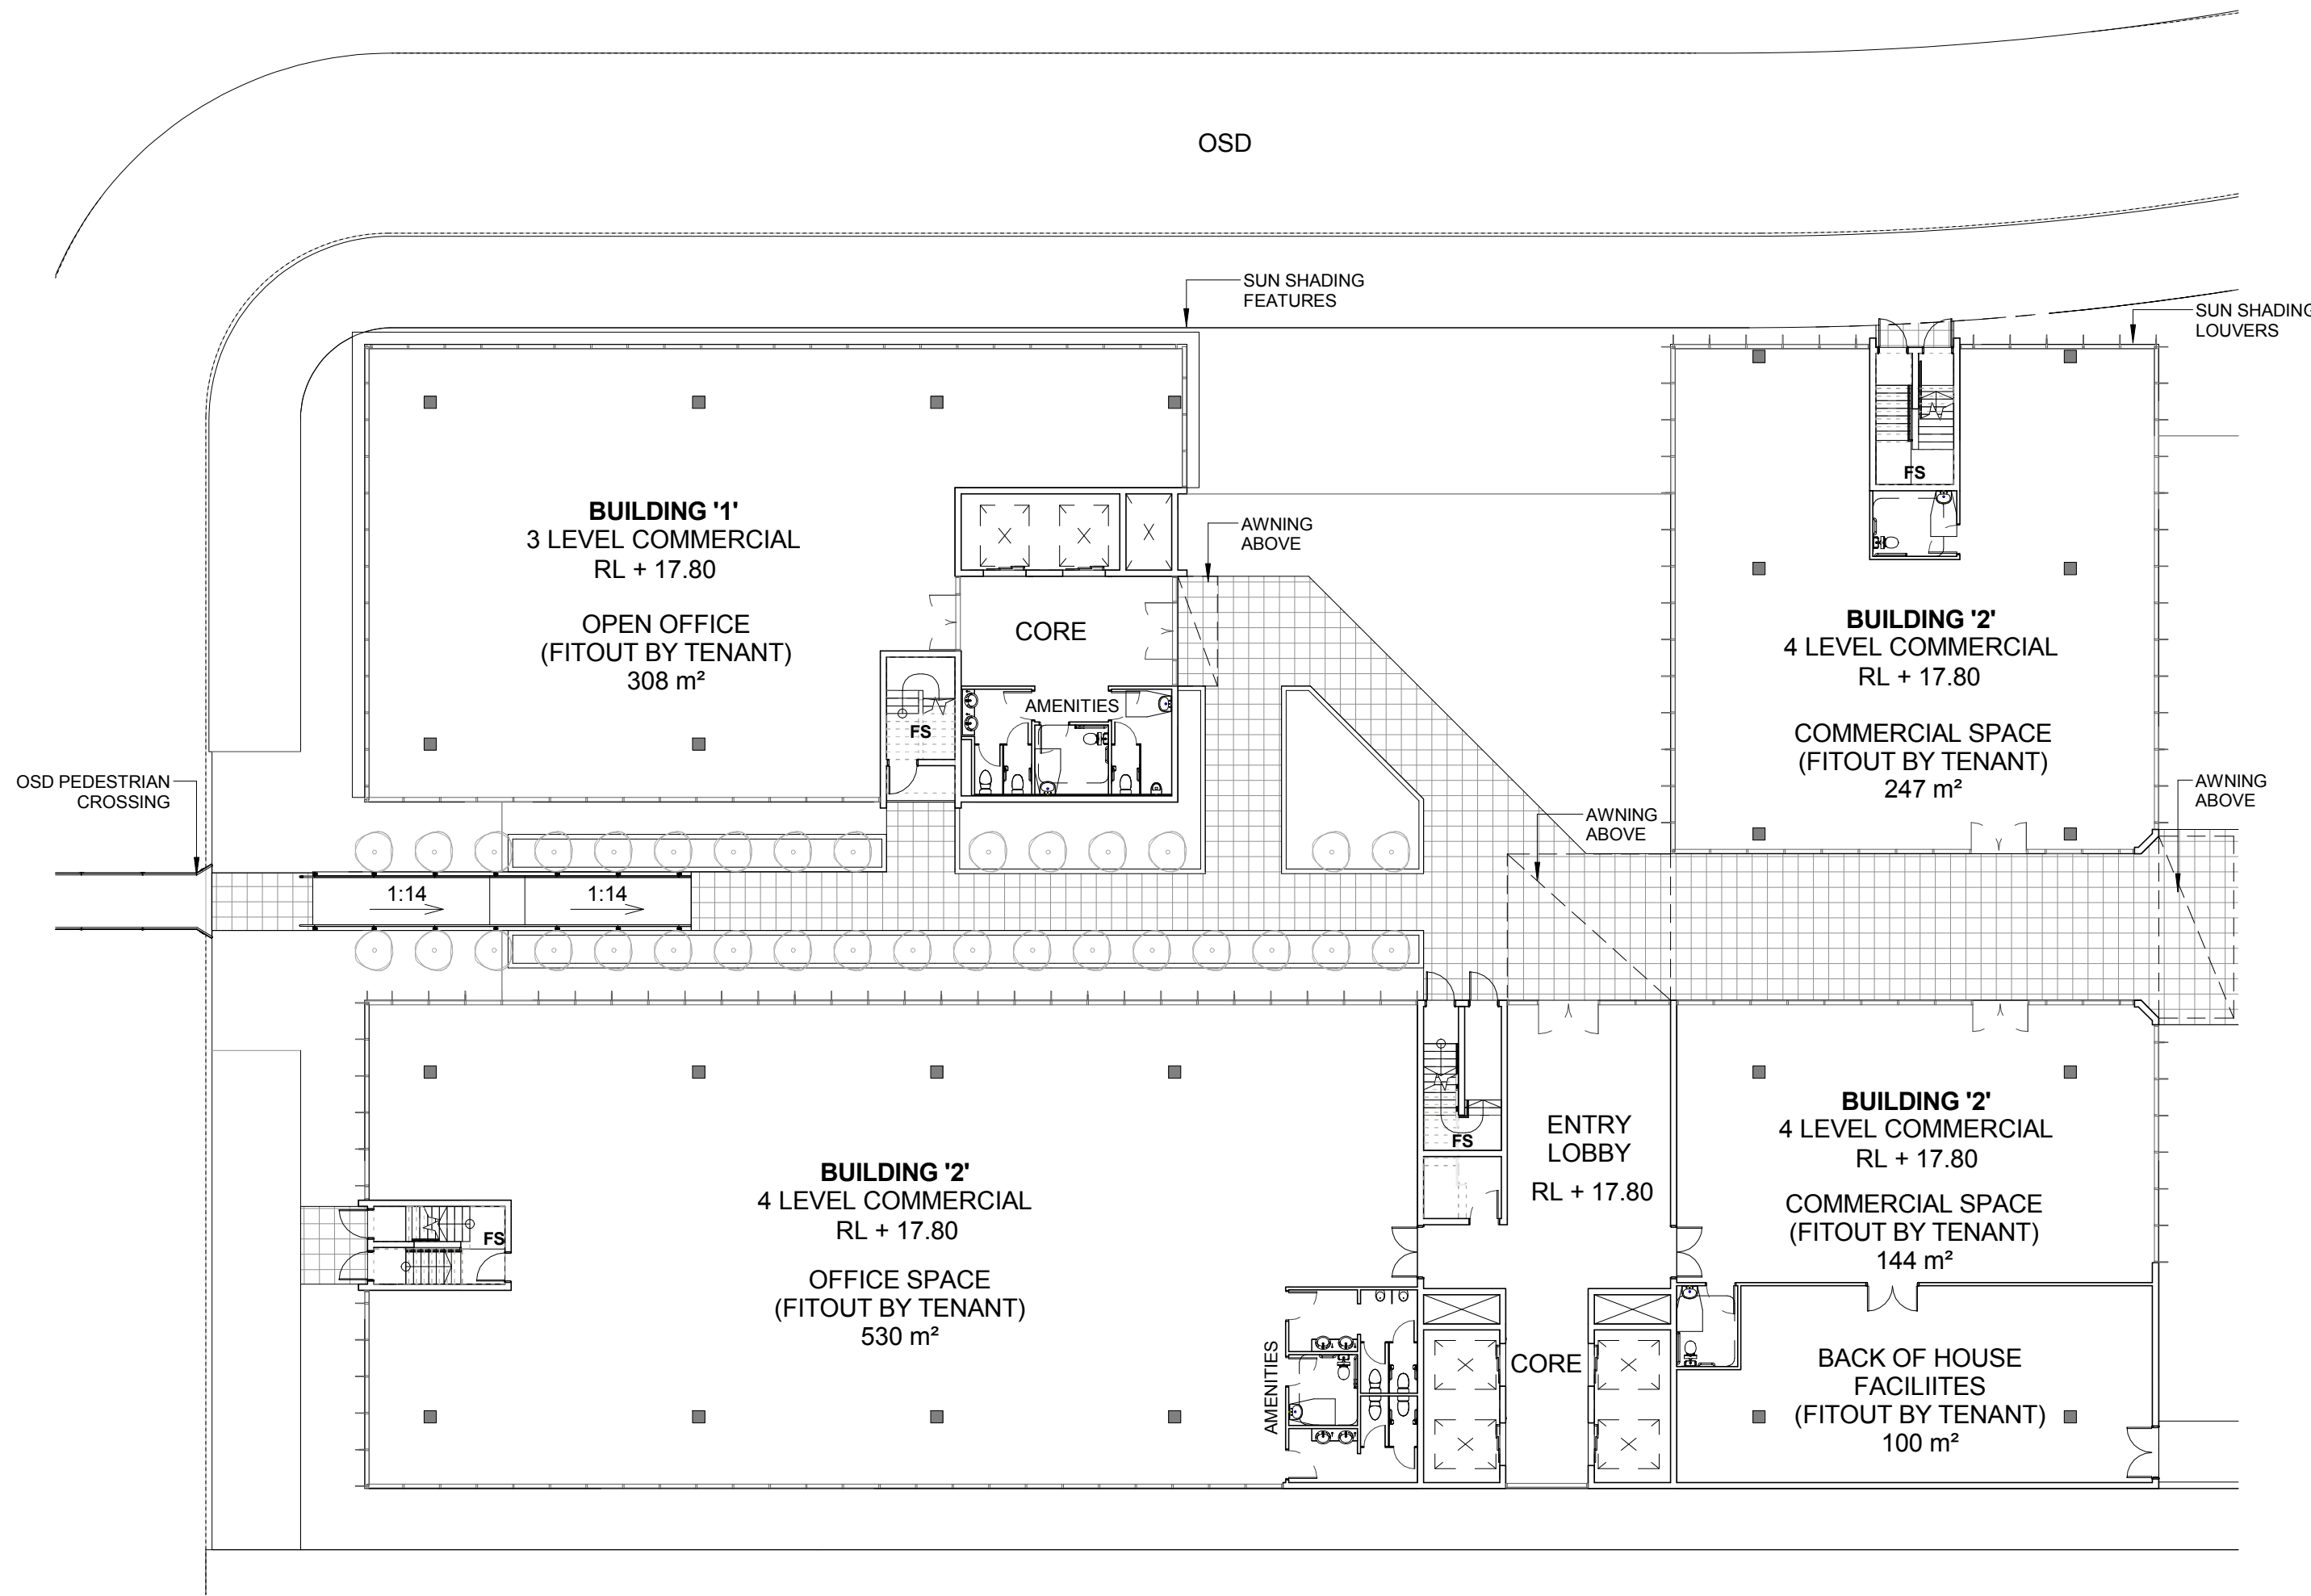 OSD
SUN SHADING
FEATURES
SUN SHADING
LOUVERS
FS
BUILDING '1'
3 LEVEL COMMERCIAL
RL + 17.80
OPEN OFFICE
(FITOUT BY TENANT)
308 m²
AWNING
ABOVE
CORE
AMENITIES
FS
BUILDING '2'
4 LEVEL COMMERCIAL
RL + 17.80
COMMERCIAL SPACE
(FITOUT BY TENANT)
247 m²
OSD PEDESTRIAN
CROSSING
AWNING
ABOVE
AWNING
ABOVE
1:14
1:14
BUILDING '2'
4 LEVEL COMMERCIAL
RL + 17.80
OFFICE SPACE
(FITOUT BY TENANT)
530 m²
FS
FS
ENTRY
LOBBY
RL + 17.80
BUILDING '2'
4 LEVEL COMMERCIAL
RL + 17.80
COMMERCIAL SPACE
(FITOUT BY TENANT)
144 m²
AMENITIES
CORE
BACK OF HOUSE
FACILIITES
(FITOUT BY TENANT)
100 m²